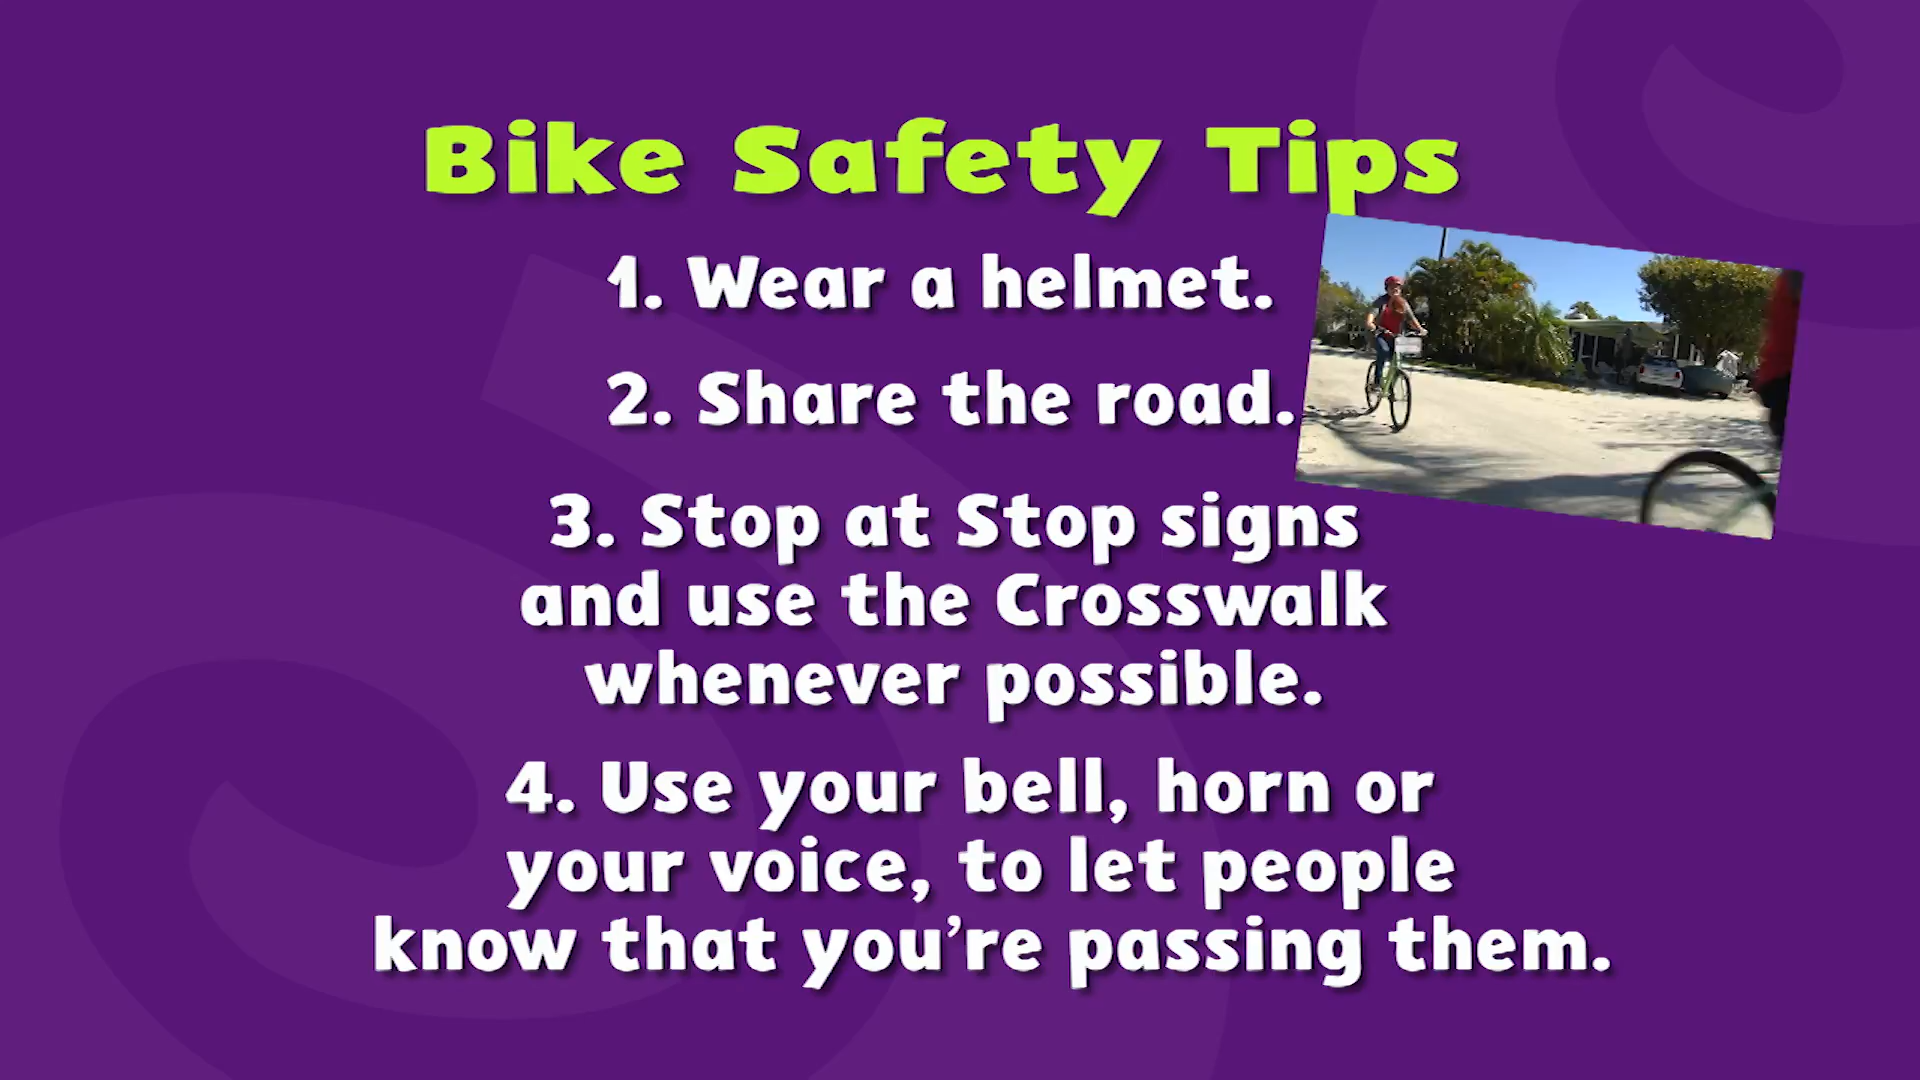 Bike Safety Tips
1. Wear a helmet.
2. Share the road.
3. Stop at Stop signs
and use the Crosswalk
whenever possible.
4. Use your bell, horn or
your voice, to let people
know that you're passing them.